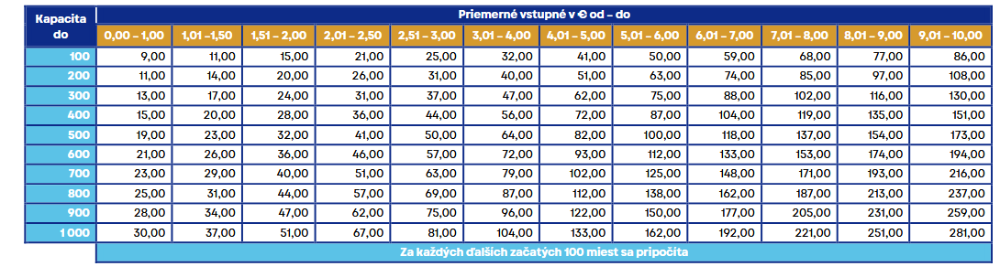 Kapacita do Priemerné vstupné v € od – do
0,00 – 1,00 1,01 –1,50 1,51 – 2,00 2,01 – 2,50 2,51 – 3,00 3,01 – 4,00 4,01 – 5,00 5,01 – 6,00 6,01 – 7,00 7,01 – 8,00 8,01 – 9,00 9,01 – 10,00
100 9,00 11,00 15,00 21,00 25,00 32,00 41,00 50,00 59,00 68,00 77,00 86,00
200 11,00 14,00 20,00 26,00 31,00 40,00 51,00 63,00 74,00 85,00 97,00 108,00
300 13,00 17,00 24,00 31,00 37,00 47,00 62,00 75,00 88,00 102,00 116,00 130,00
400 15,00 20,00 28,00 36,00 44,00 56,00 72,00 87,00 104,00 119,00 135,00 151,00
500 19,00 23,00 32,00 41,00 50,00 64,00 82,00 100,00 118,00 137,00 154,00 173,00
600 21,00 26,00 36,00 46,00 57,00 72,00 93,00 112,00 133,00 153,00 174,00 194,00
700 23,00 29,00 40,00 51,00 63,00 79,00 102,00 125,00 148,00 171,00 193,00 216,00
800 25,00 31,00 44,00 57,00 69,00 87,00 112,00 138,00 162,00 187,00 213,00 237,00
900 28,00 34,00 47,00 62,00 75,00 96,00 122,00 150,00 177,00 205,00 231,00 259,00
1 000 30,00 37,00 51,00 67,00 81,00 104,00 133,00 162,00 192,00 221,00 251,00 281,00
Za každých ďalších začatých 100 miest sa pripočíta